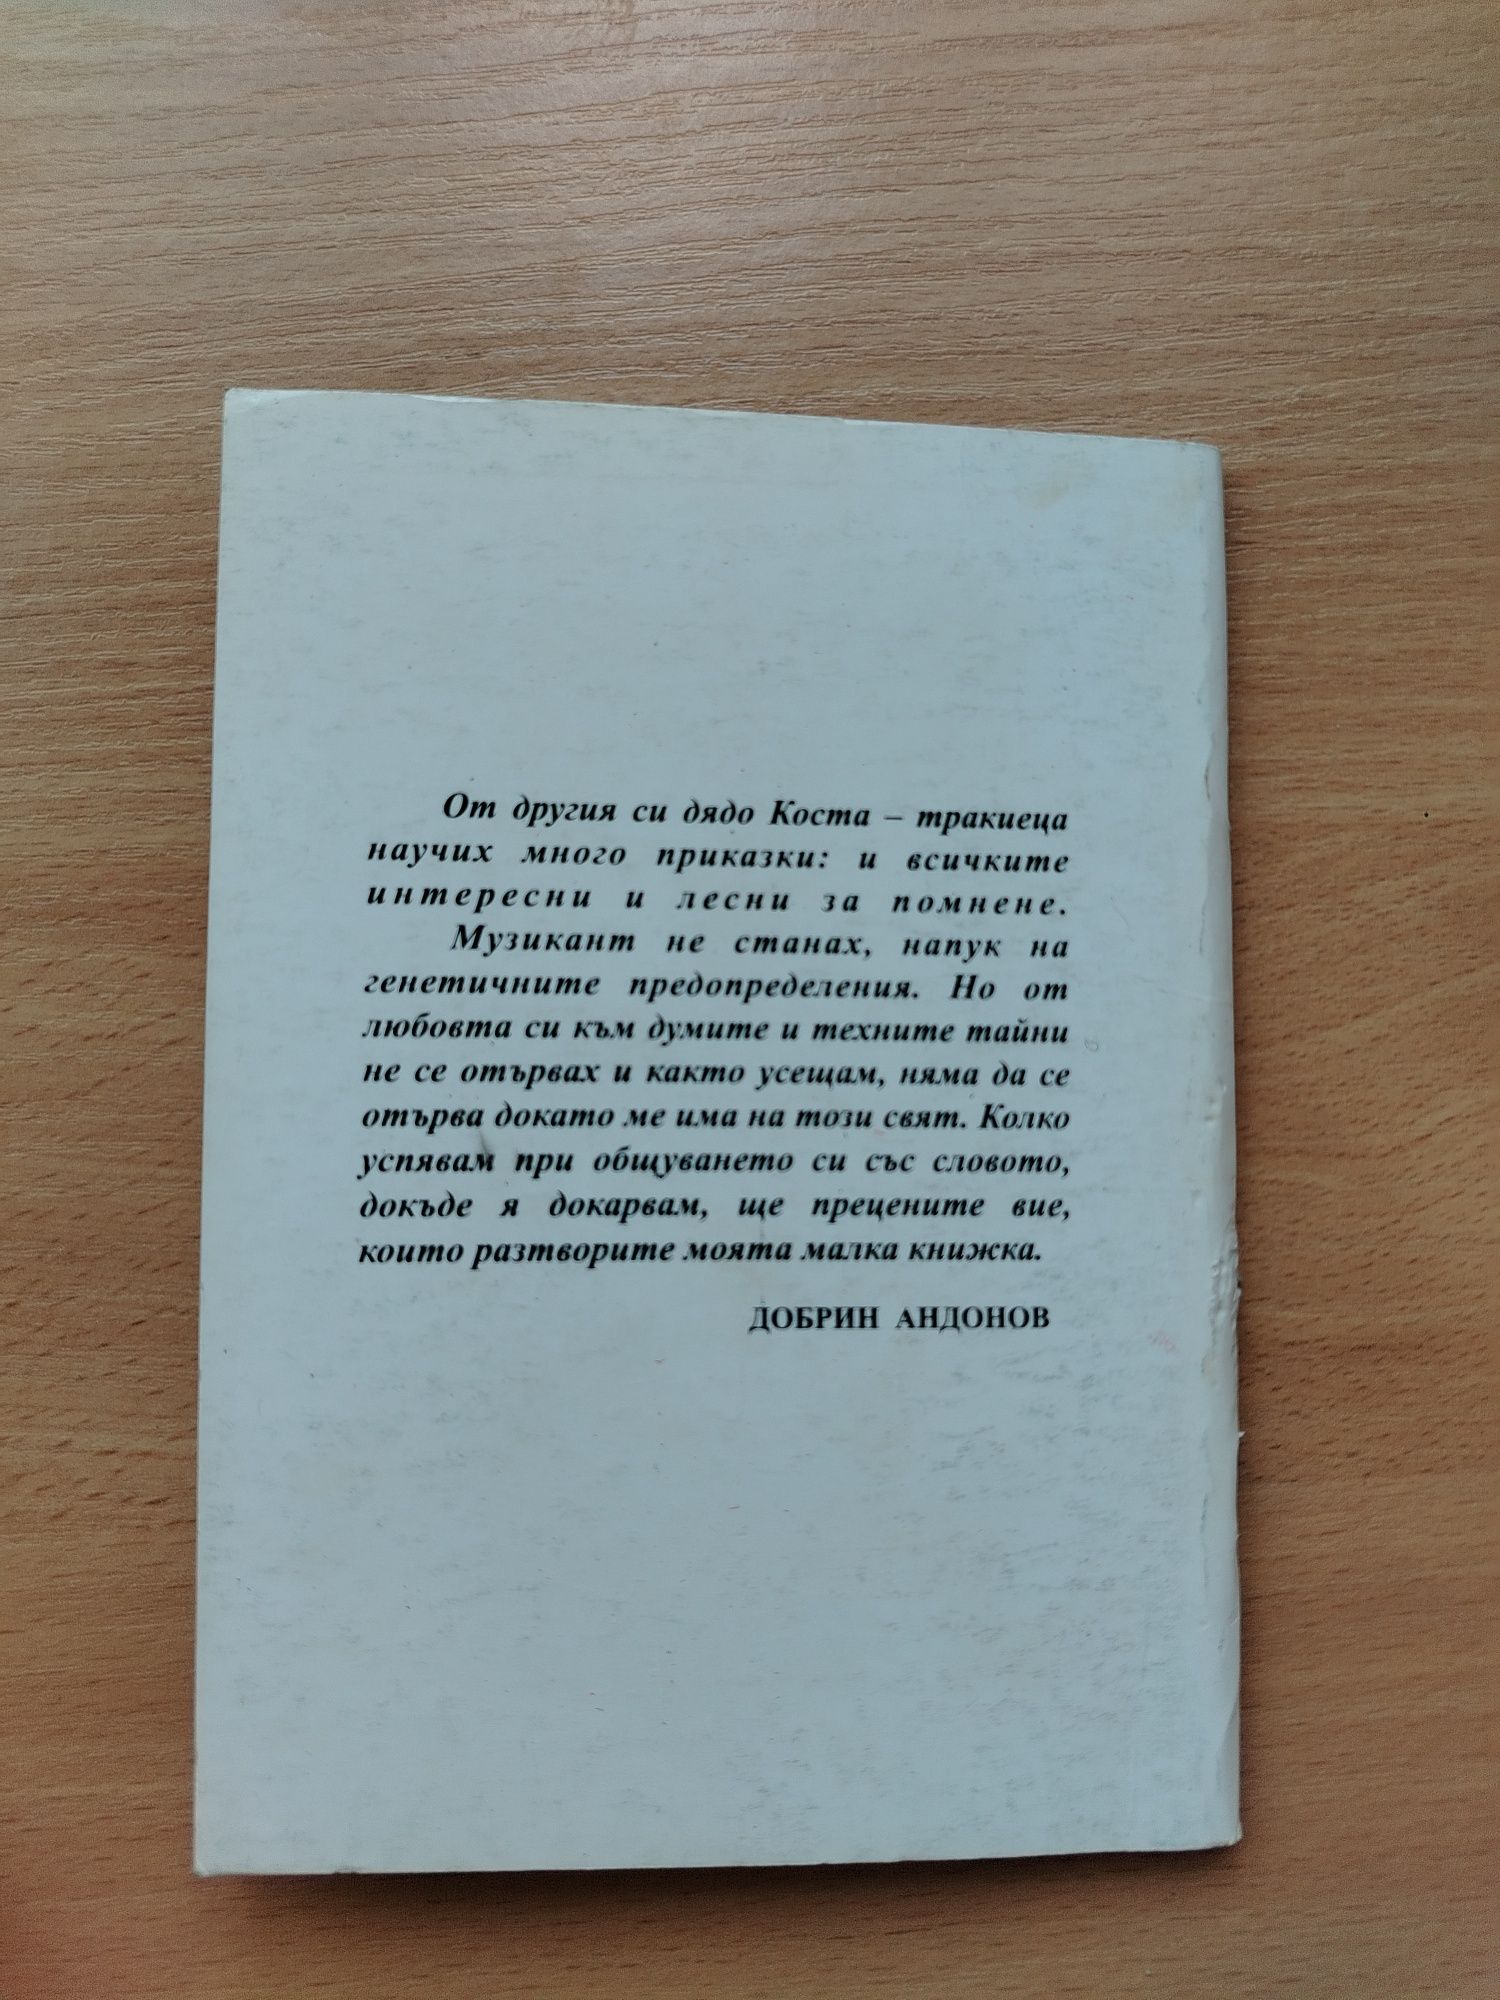 От другия си дядо Коста – тракиеца
научих много приказки: и всичките
интересни и лесни за помнене.
Музикант не станах, напук на
генетичните предопределения. Но от
любовта си към думите и техните тайни
не се отървах и както усещам, няма да се
отърва докато ме има на този свят. Колко
успявам при общуването си със словото,
докъде я докарвам, ще прецените вие,
които разтворите моята малка книжка.
ДОБРИН АНДОНОВ